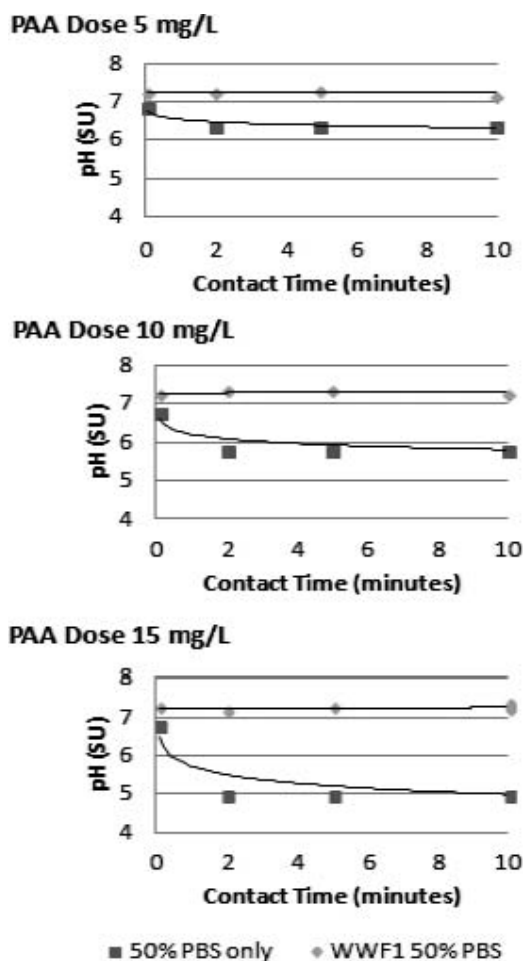 PAA Dose 5 mg/L
8
7
6
5
4
pH (SU)
0 2 4 6 8 10
Contact Time (minutes)
PAA Dose 10 mg/L
8
7
6
5
4
pH (SU)
0 2 4 6 8 10
Contact Time (minutes)
PAA Dose 15 mg/L
8
7
6
5
4
pH (SU)
0 2 4 6 8 10
Contact Time (minutes)
50% PBS only WWF1 50% PBS